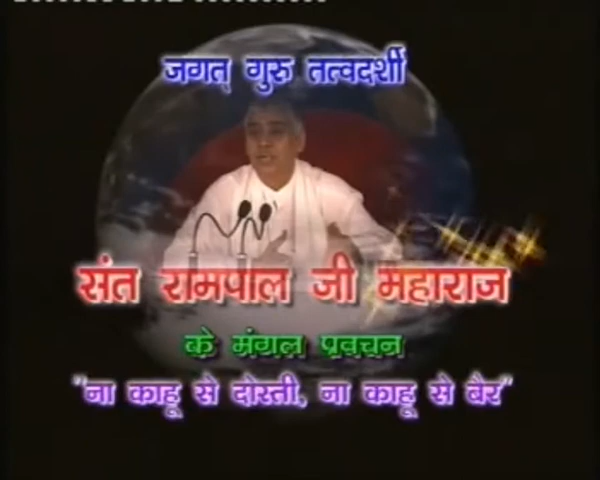 जगत् गुरु तत्वदर्शी
संत रामपाल जी महाराज
के मंगल प्रवचन
"ना काहू से दोस्ती, ना काहू से बैर"